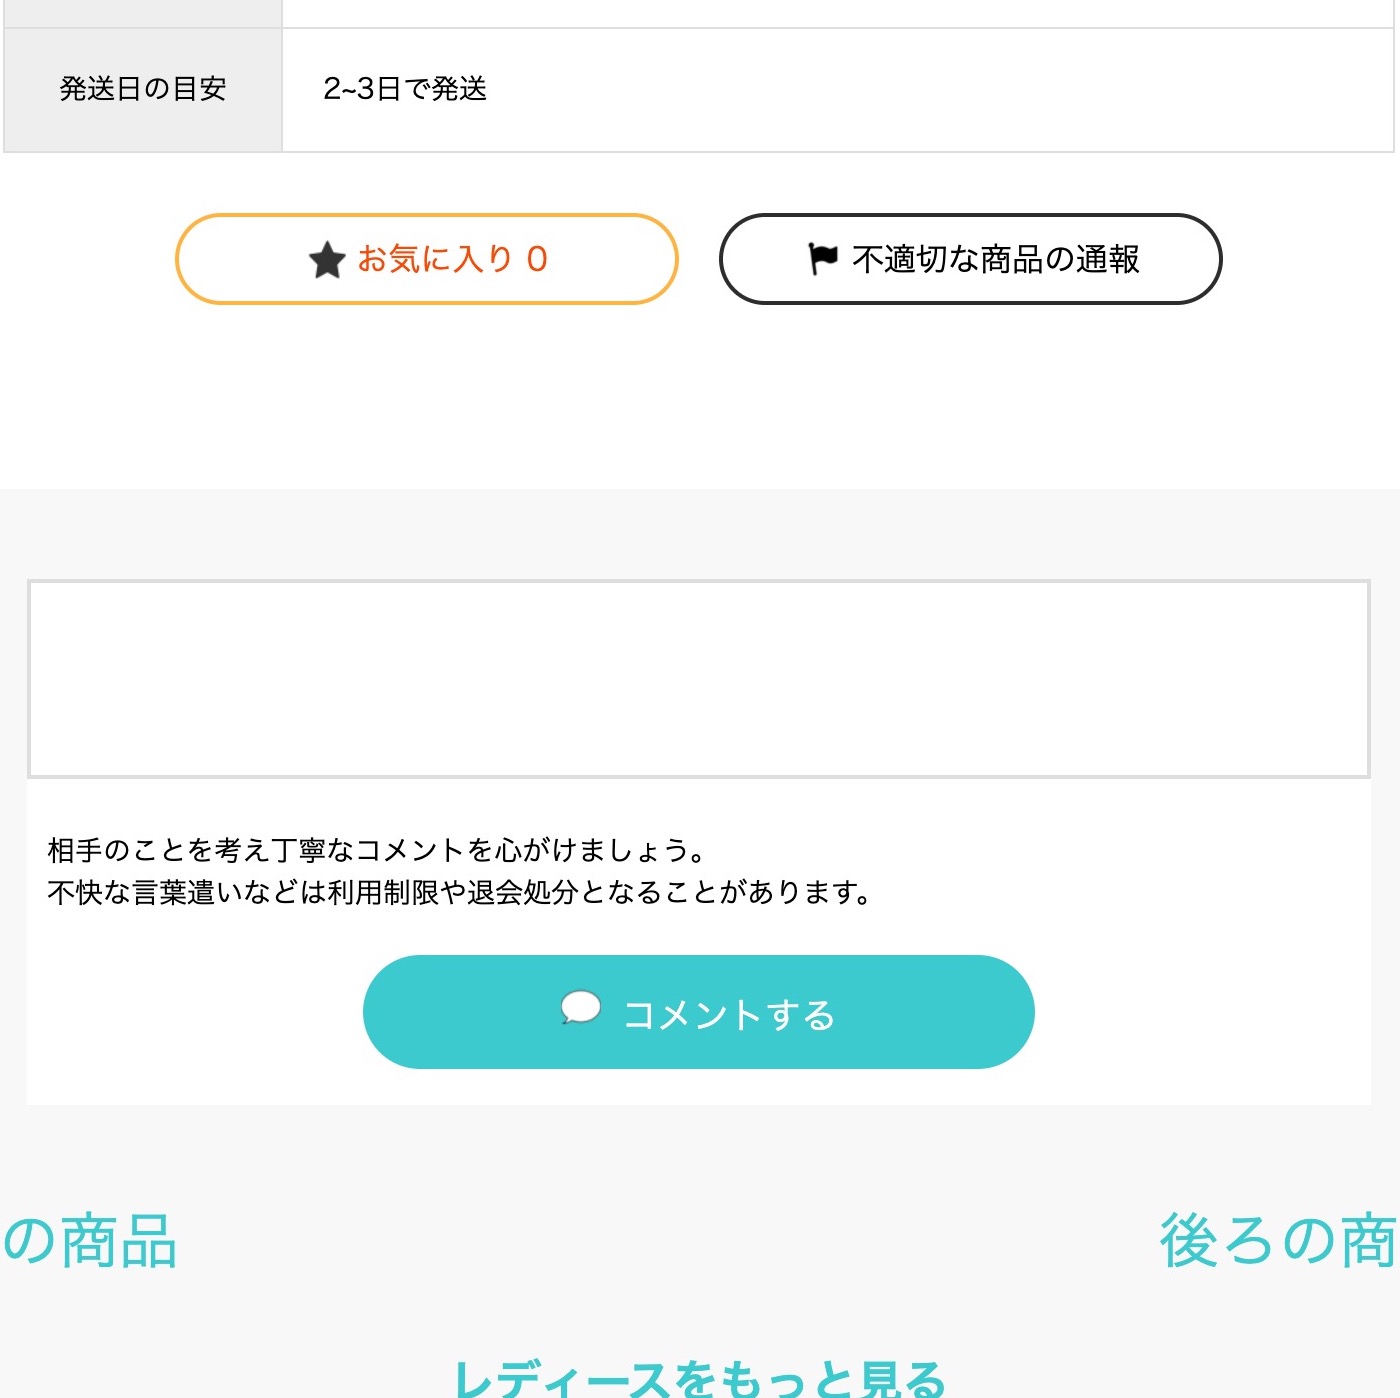 発送日の目安
2~3日で発送
お気に入り 0
不適切な商品の通報
相手のことを考え丁寧なコメントを心がけましょう。
不快な言葉遣いなどは利用制限や退会処分となることがあります。
コメントする
の商品
後ろの商
レディースをもっと見る